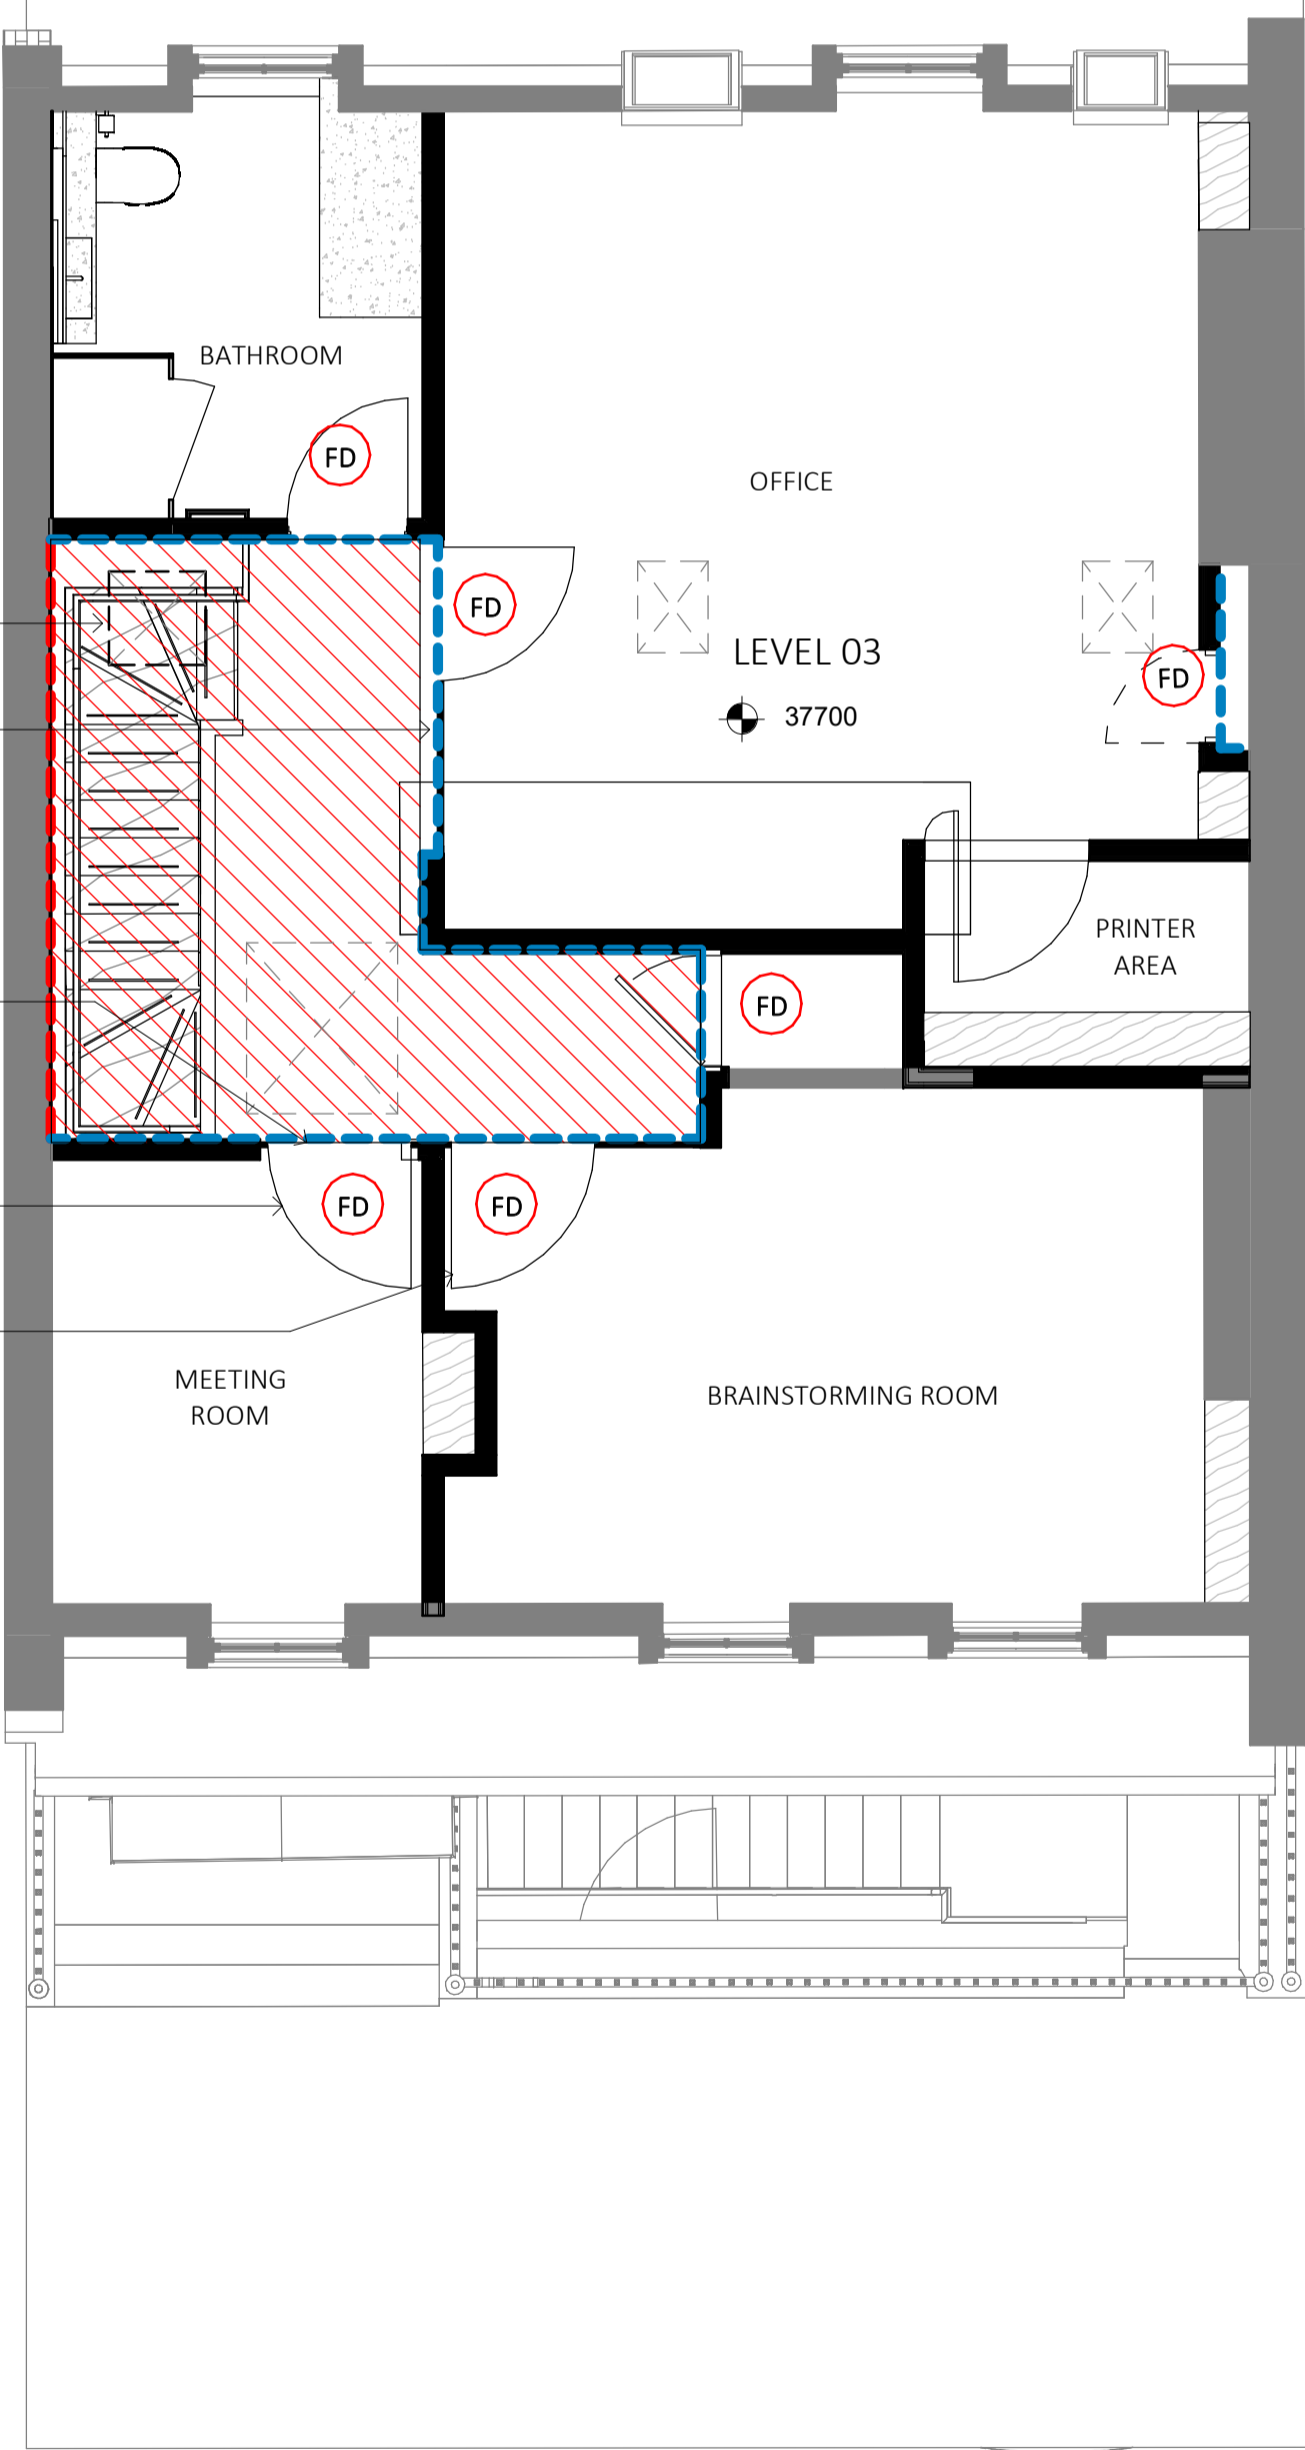 BATHROOM
FD
OFFICE
FD
LEVEL 03
FD
37700
PRINTER
AREA
FD
FD
FD
MEETING
ROOM
BRAINSTORMING ROOM